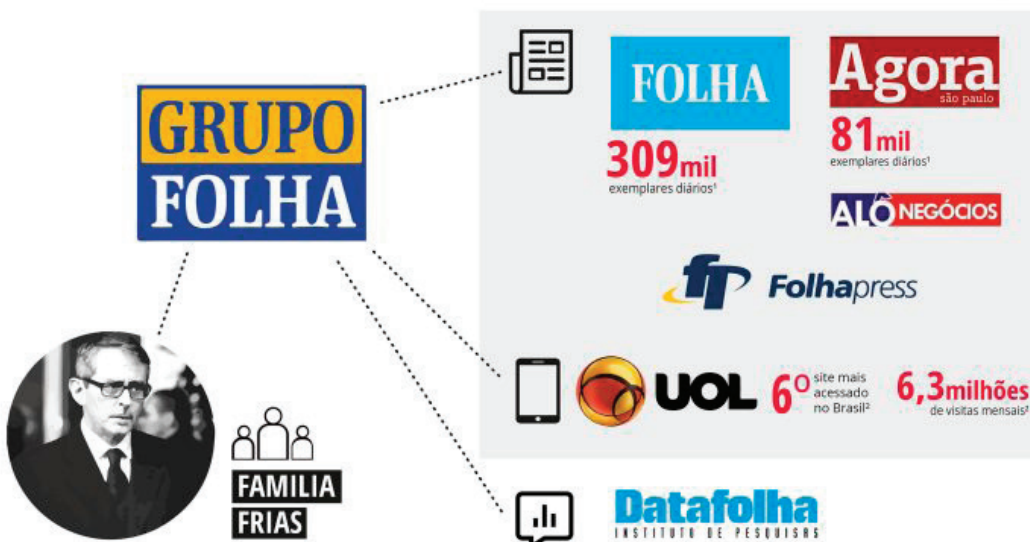 GRUPO
FOLHA
FAMILIA
FRIAS
FOLHA
309mil
exemplares diários¹
Agora
são paulo
81mil
exemplares diários¹
ALÔ NEGÓCIOS
fp Folhapress
UOL
6º site mais
acessado
no Brasil²
6,3milhões
de visitas mensais²
Datafolha
INSTITUTO DE PESQUISAS